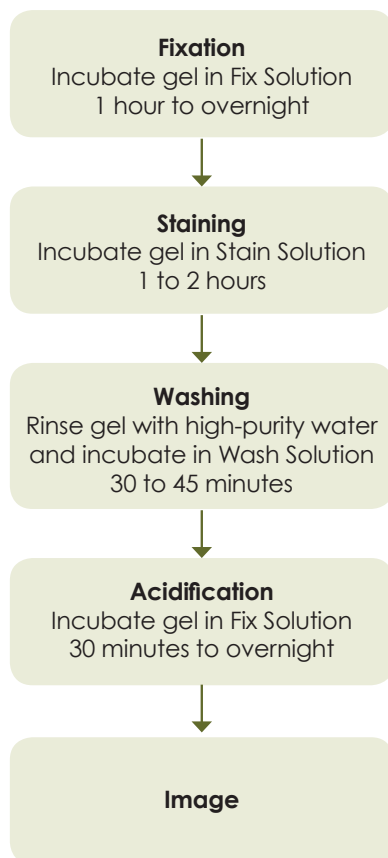 Fixation
Incubate gel in Fix Solution
1 hour to overnight
Staining
Incubate gel in Stain Solution
1 to 2 hours
Washing
Rinse gel with high-purity water
and incubate in Wash Solution
30 to 45 minutes
Acidification
Incubate gel in Fix Solution
30 minutes to overnight
Image